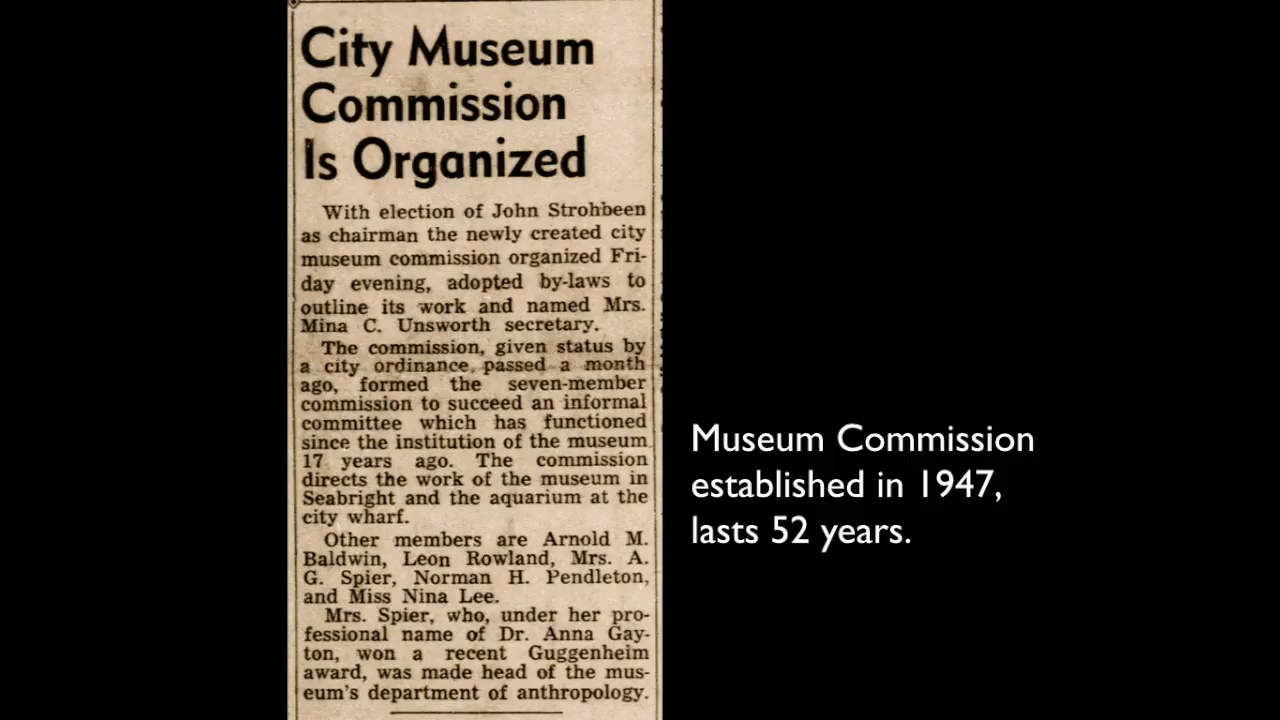 City Museum
Commission
Is Organized
With election of John Strohbeen
as chairman the newly created city
museum commission organized Fri-
day evening, adopted by-laws to
outline its work and named Mrs.
Mina C. Unsworth secretary.
The commission, given status by
a city ordinance passed a month
ago, formed the seven-member
commission to succeed an informal
committee which has functioned
since the institution of the museum
17 years ago. The commission
directs the work of the museum in
Seabright and the aquarium at the
city wharf.
Other members are Arnold M.
Baldwin, Leon Rowland, Mrs. A.
G. Spier, Norman H. Pendleton,
and Miss Nina Lee.
Mrs. Spier, who, under her pro-
fessional name of Dr. Anna Gay-
ton, won a recent Guggenheim
award, was made head of the mus-
eum's department of anthropology.
Museum Commission
established in 1947,
lasts 52 years.